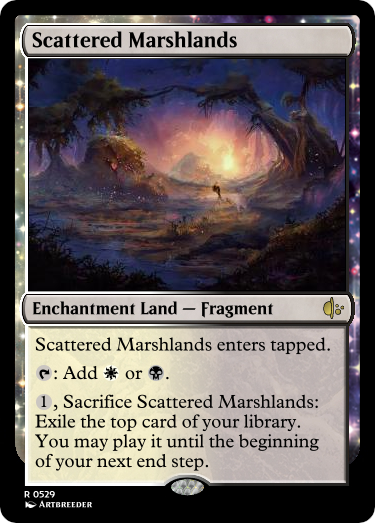 Scattered Marshlands
Enchantment Land — Fragment
Scattered Marshlands enters tapped.
: Add or .
1, Sacrifice Scattered Marshlands:
Exile the top card of your library.
You may play it until the beginning
of your next end step.
R 0529
Artbreeder